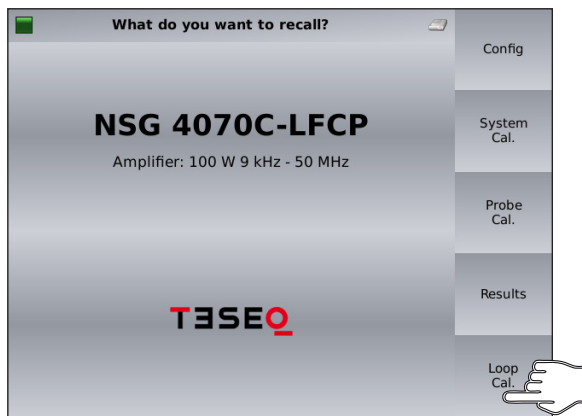 What do you want to recall?
Config
NSG 4070C-LFCP
Amplifier: 100 W 9 kHz - 50 MHz
System
Cal.
Probe
Cal.
Results
TESEQ
Loop
Cal.